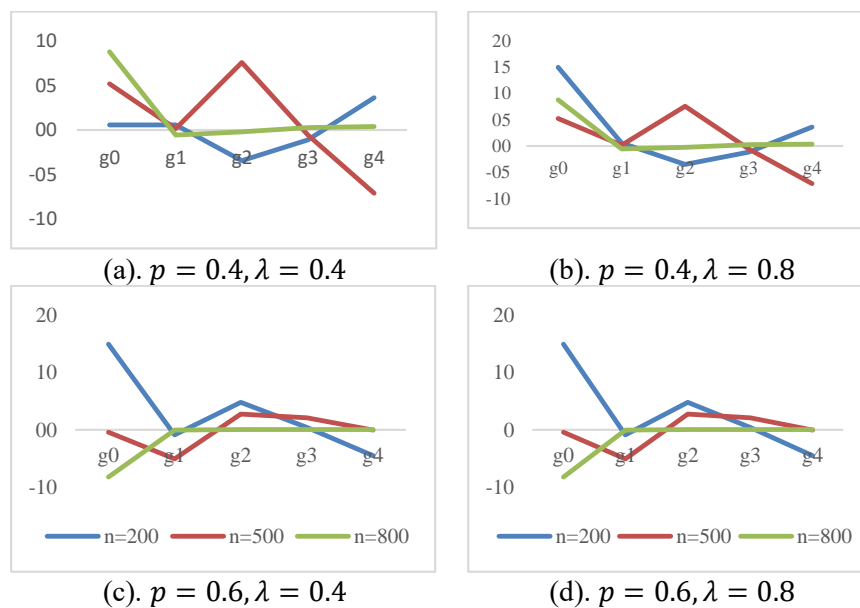 10
05
00
-05
-10
g0 g1 g2 g3 g4
(a). p = 0.4, λ = 0.4
20
15
10
05
00
-05
-10
g0 g1 g2 g3 g4
(b). p = 0.4, λ = 0.8
20
10
00
-10
g0 g1 g2 g3 g4
n=200 n=500 n=800
(c). p = 0.6, λ = 0.4
20
10
00
-10
g0 g1 g2 g3 g4
n=200 n=500 n=800
(d). p = 0.6, λ = 0.8